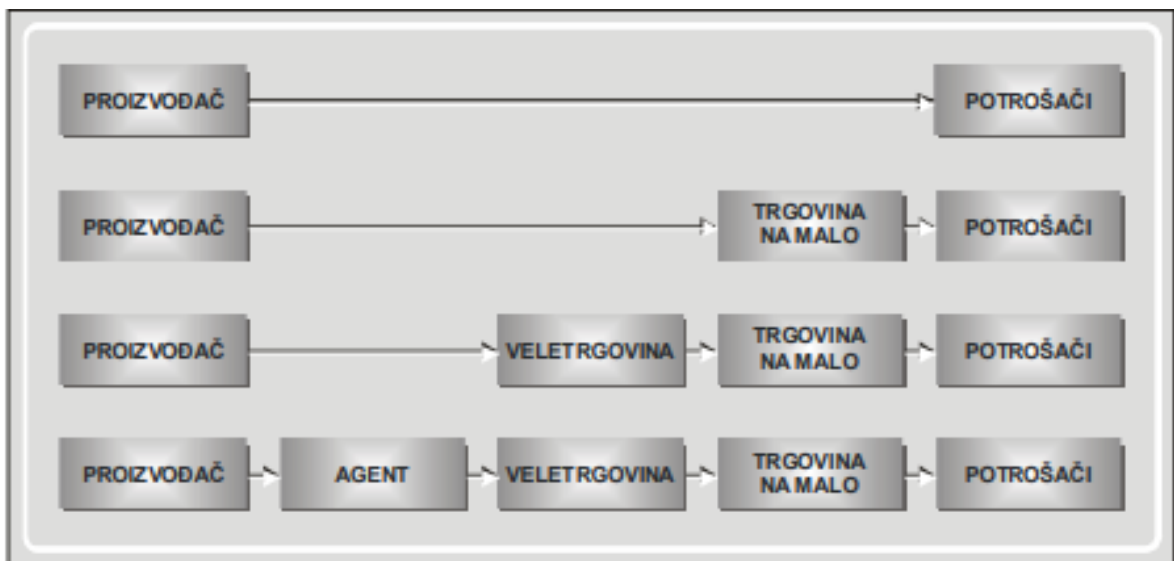 PROIZVOĐAČ
POTROŠAČI
PROIZVOĐAČ
TRGOVINA
NA MALO
POTROŠAČI
PROIZVOĐAČ
VELETRGOVINA
TRGOVINA
NA MALO
POTROŠAČI
PROIZVOĐAČ
AGENT
VELETRGOVINA
TRGOVINA
NA MALO
POTROŠAČI